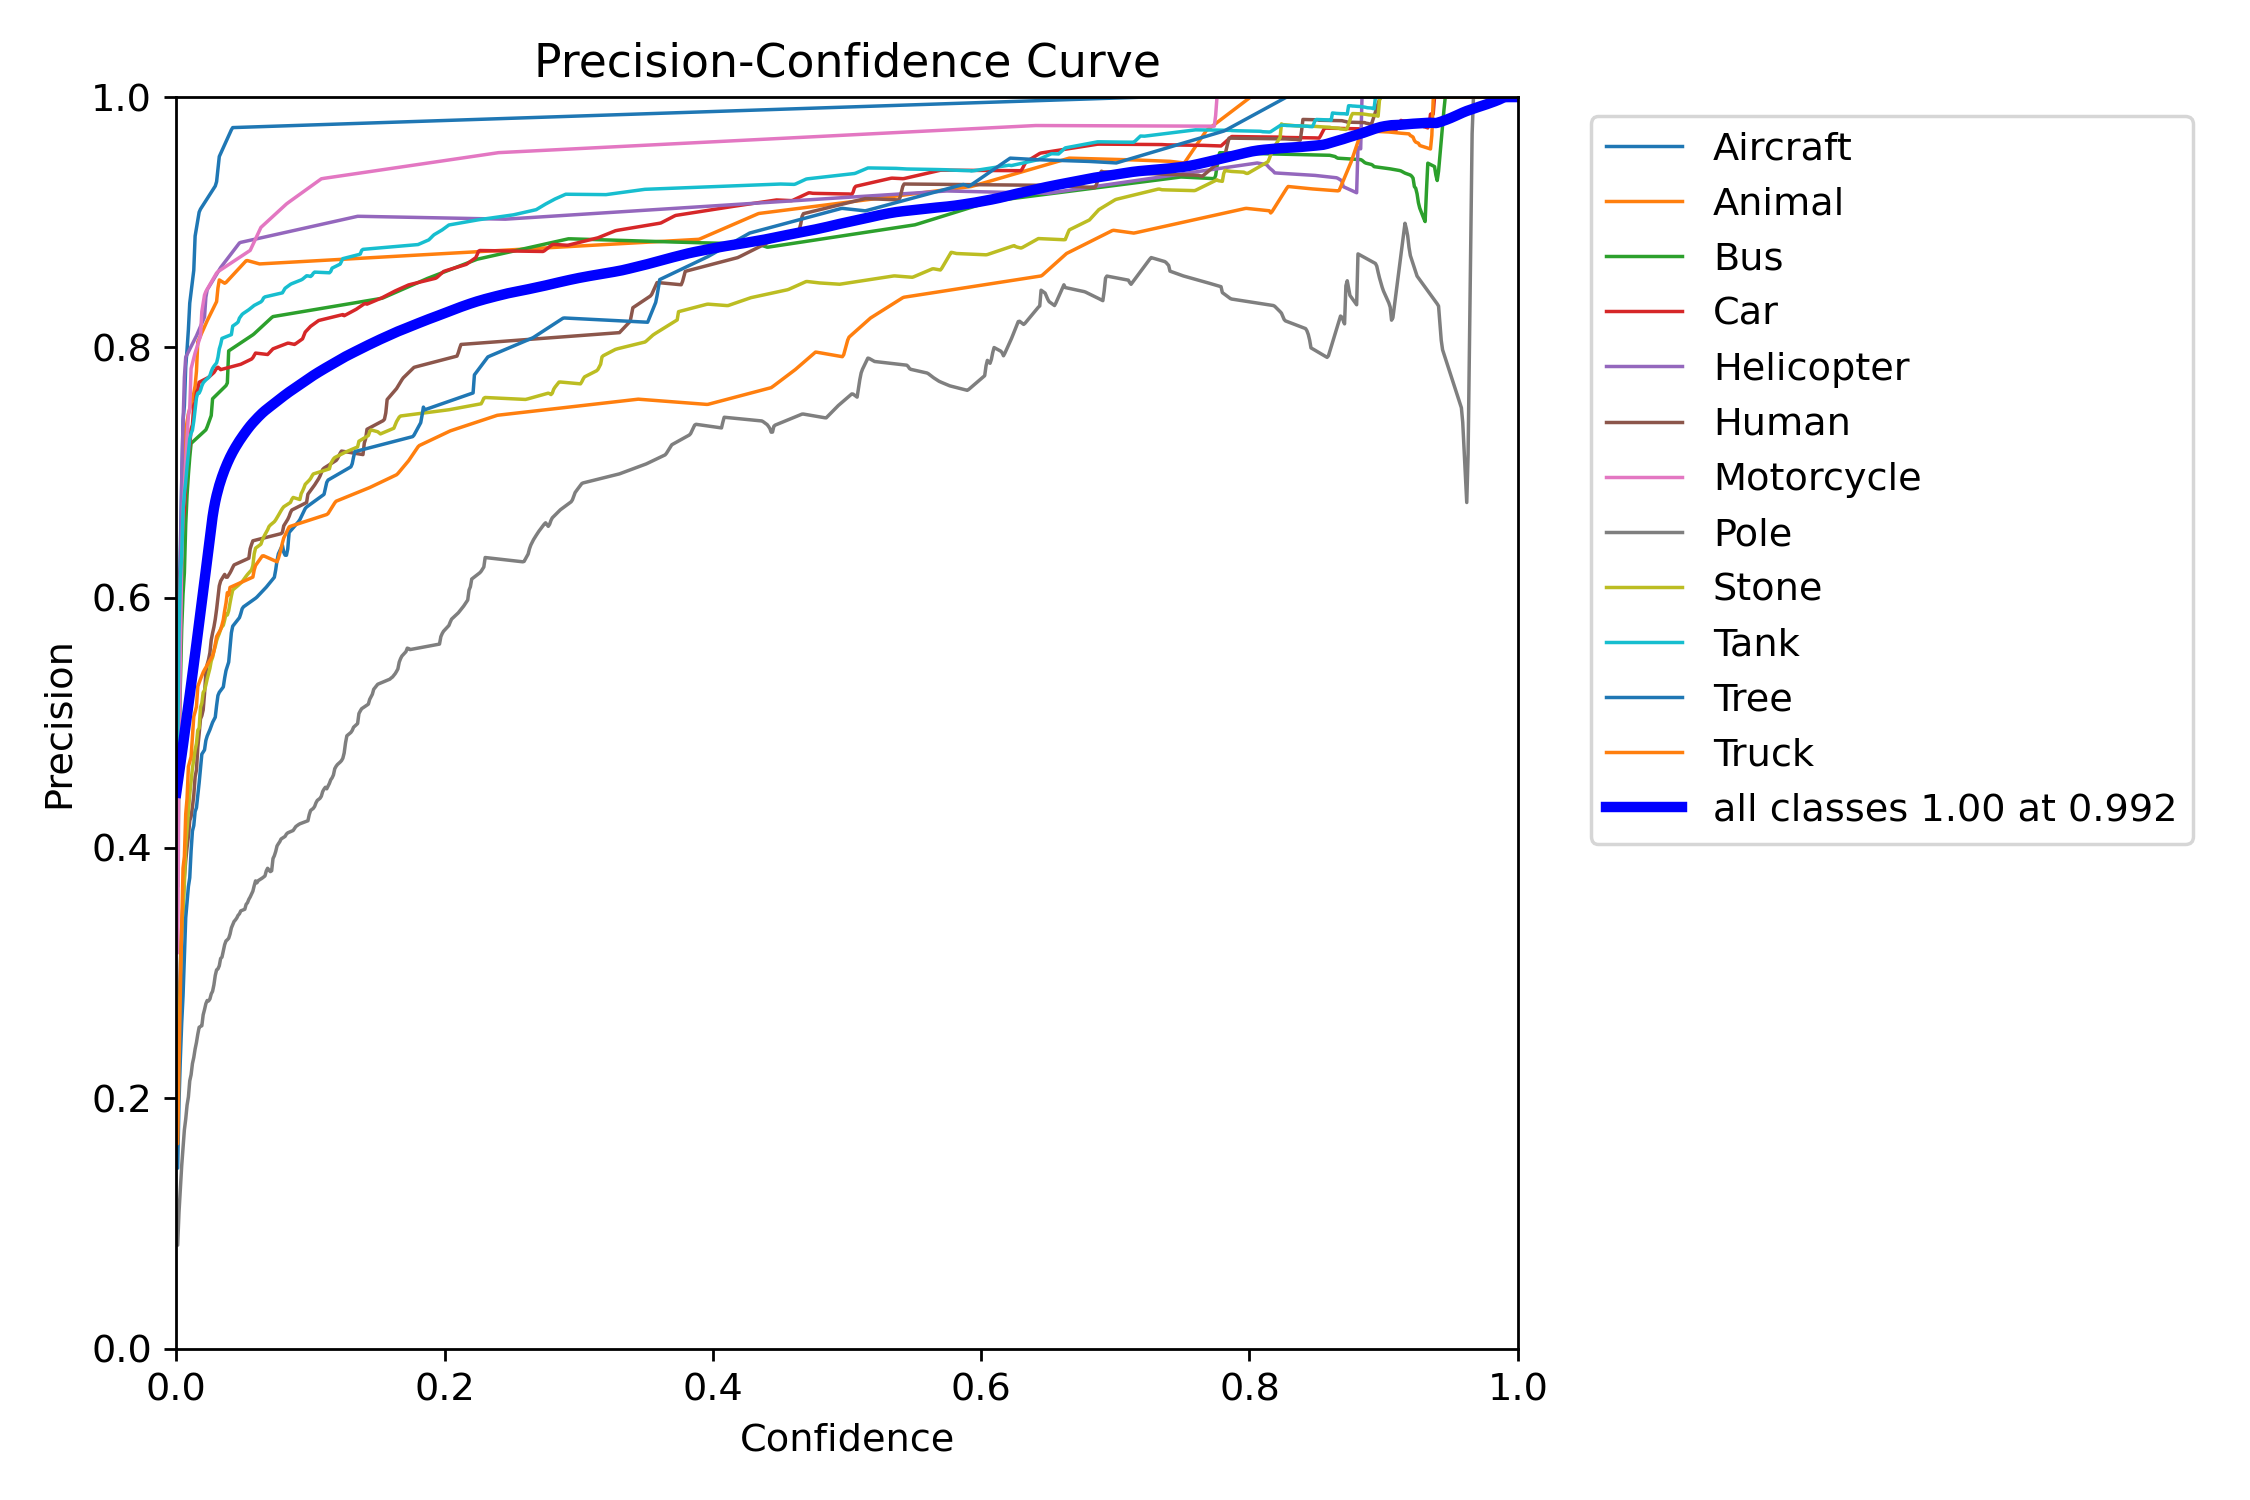 Precision-Confidence Curve
1.0
0.8
0.6
0.4
0.2
0.0
Precision
0.0 0.2 0.4 0.6 0.8 1.0
Confidence
Aircraft
Animal
Bus
Car
Helicopter
Human
Motorcycle
Pole
Stone
Tank
Tree
Truck
all classes 1.00 at 0.992